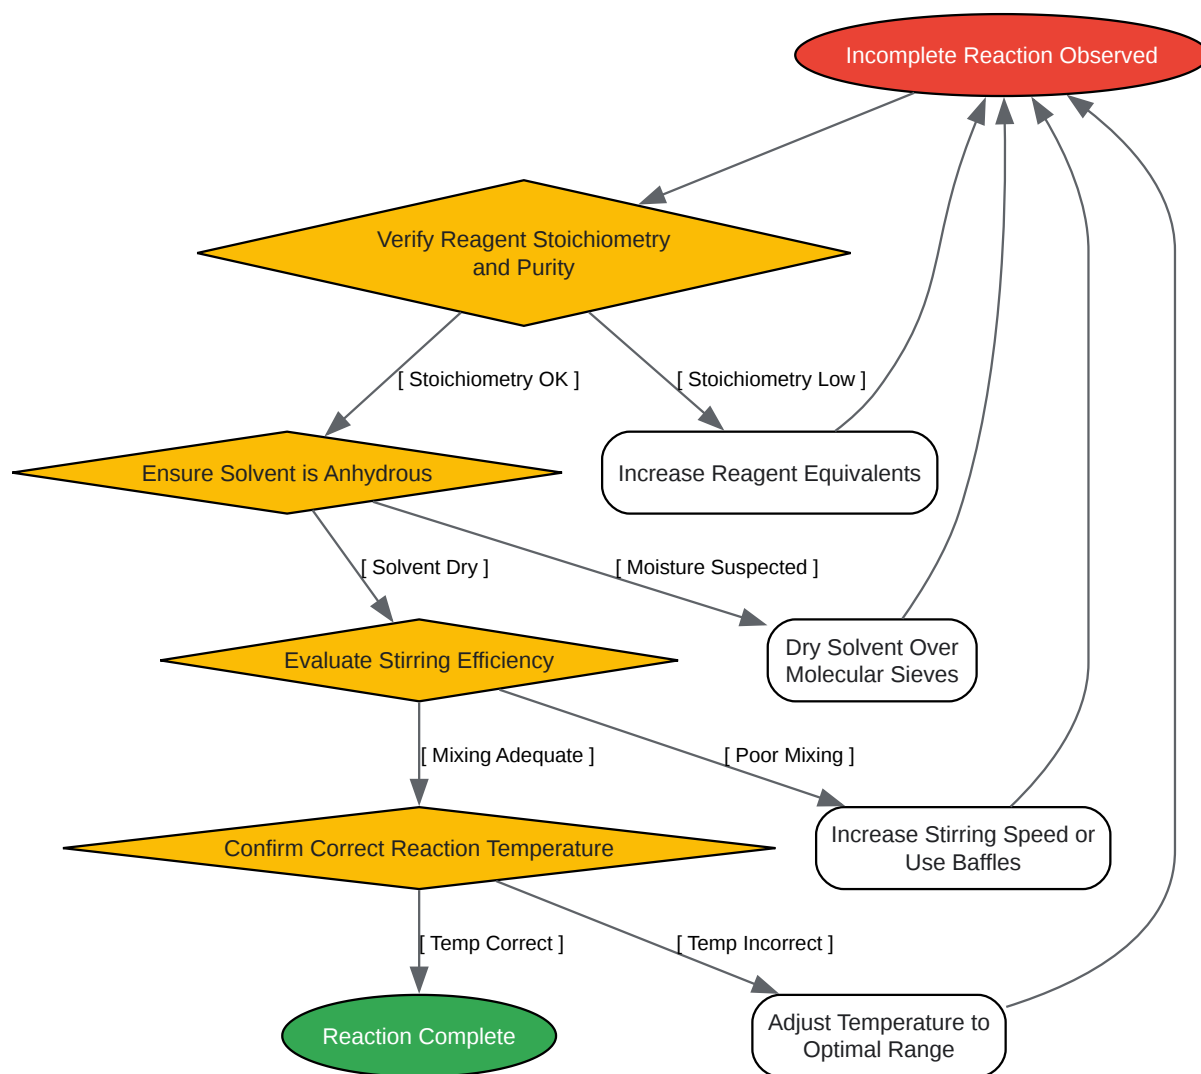 Incomplete Reaction Observed
Verify Reagent Stoichiometry
and Purity
[ Stoichiometry OK ]
[ Stoichiometry Low ]
Ensure Solvent is Anhydrous
Increase Reagent Equivalents
[ Solvent Dry ]
[ Moisture Suspected ]
Evaluate Stirring Efficiency
Dry Solvent Over
Molecular Sieves
[ Mixing Adequate ]
[ Poor Mixing ]
Confirm Correct Reaction Temperature
Increase Stirring Speed or
Use Baffles
[ Temp Correct ]
[ Temp Incorrect ]
Reaction Complete
Adjust Temperature to
Optimal Range